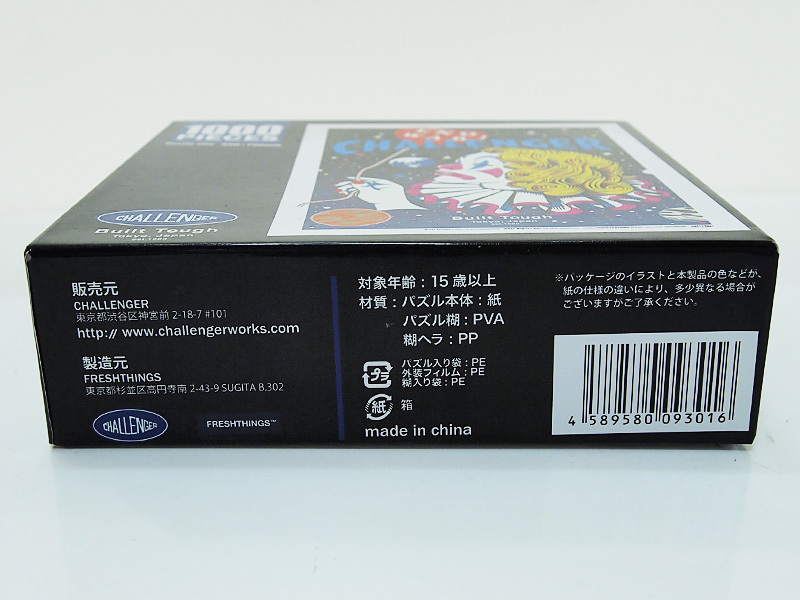 1000
PIECES
CHALLENGER
CHALLENGER
Built Tough
Tokyo, Japan
CHALLENGER
Built Tough
Tokyo, Japan
販売元
CHALLENGER
東京都渋谷区神宮前 2-18-7 #101
http:// www.challengerworks.com
製造元
FRESHTHINGS
東京都杉並区高円寺南 2-43-9 SUGITA B.302
CHALLENGER
FRESHTHINGS™
対象年齢：15 歳以上
材質：パズル本体：紙
パズル糊：PVA
糊ヘラ：PP
プラ
パズル入り袋：PE
外装フィルム：PE
糊入り袋：PE
紙 箱
made in china
※パッケージのイラストと本製品の色などが、
紙の仕様の違いにより、多少異なる場合が
ございますがご了承ください。
4 589580 093016